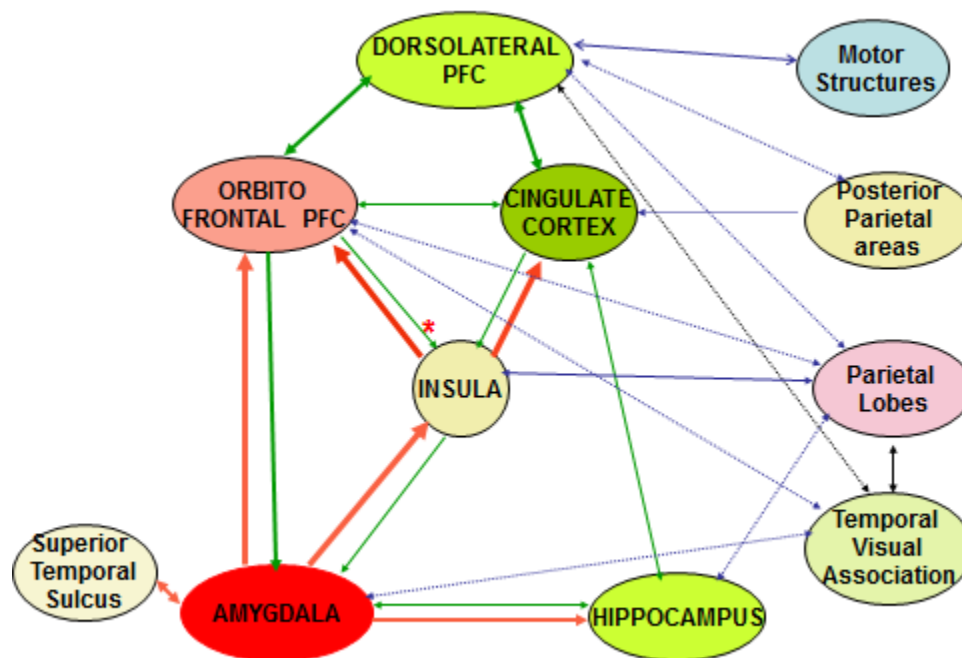 DORSOLATERAL
PFC
Motor
Structures
ORBITO
FRONTAL PFC
CINGULATE
CORTEX
Posterior
Parietal
areas
*
INSULA
Parietal
Lobes
Superior
Temporal
Sulcus
AMYGDALA
HIPPOCAMPUS
Temporal
Visual
Association